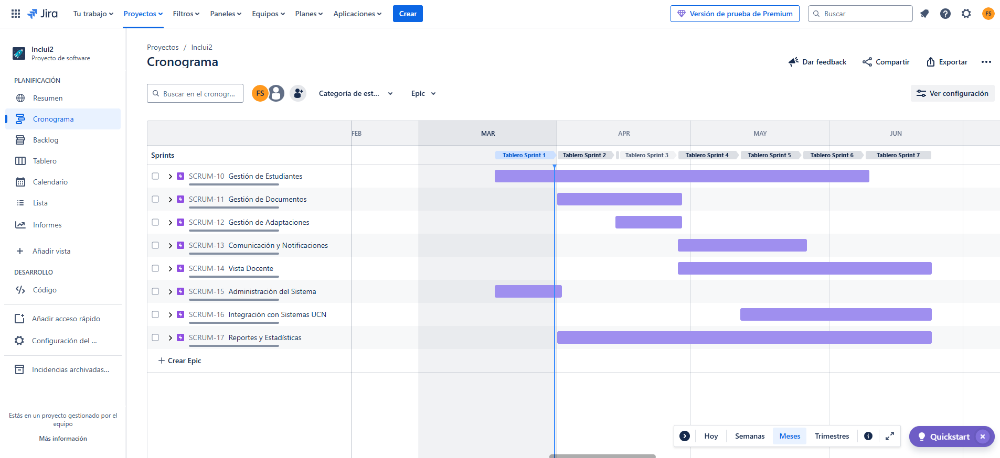 Jira Tu trabajo Proyectos Filtros Paneles Equipos Planes Aplicaciones Crear Versión de prueba de Premium Buscar FS
Inclui2
Proyecto de software
PLANIFICACIÓN
Resumen
Cronograma
Backlog
Tablero
Calendario
Lista
Informes
Añadir vista
DESARROLLO
Código
Añadir acceso rápido
Configuración del ...
Incidencias archivadas...
Estás en un proyecto gestionado por el
equipo
Más información
Proyectos / Inclui2
Cronograma
Dar feedback Compartir Exportar
Buscar en el cronogr... FS Categoría de est... Epic Ver configuración
FEB MAR APR MAY JUN
Sprints Tablero Sprint 1 Tablero Sprint 2 Tablero Sprint 3 Tablero Sprint 4 Tablero Sprint 5 Tablero Sprint 6 Tablero Sprint 7
SCRUM-10 Gestión de Estudiantes
SCRUM-11 Gestión de Documentos
SCRUM-12 Gestión de Adaptaciones
SCRUM-13 Comunicación y Notificaciones
SCRUM-14 Vista Docente
SCRUM-15 Administración del Sistema
SCRUM-16 Integración con Sistemas UCN
SCRUM-17 Reportes y Estadísticas
Crear Epic
Hoy Semanas Meses Trimestres Quickstart